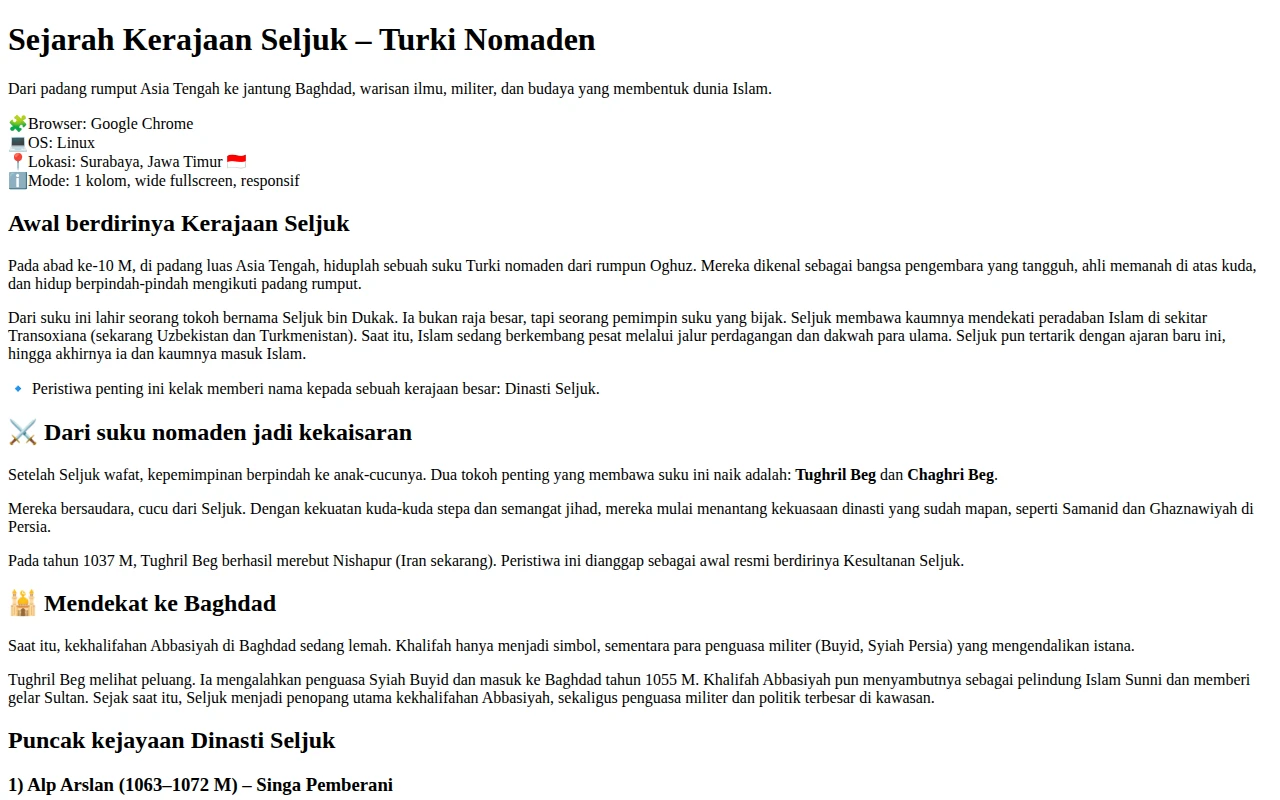 Sejarah Kerajaan Seljuk – Turki Nomaden
Dari padang rumput Asia Tengah ke jantung Baghdad, warisan ilmu, militer, dan budaya yang membentuk dunia Islam.
🧩Browser: Google Chrome
💻OS: Linux
📍Lokasi: Surabaya, Jawa Timur 🇮🇩
ℹ️Mode: 1 kolom, wide fullscreen, responsif
Awal berdirinya Kerajaan Seljuk
Pada abad ke-10 M, di padang luas Asia Tengah, hiduplah sebuah suku Turki nomaden dari rumpun Oghuz. Mereka dikenal sebagai bangsa pengembara yang tangguh, ahli memanah di atas kuda,
dan hidup berpindah-pindah mengikuti padang rumput.
Dari suku ini lahir seorang tokoh bernama Seljuk bin Dukak. Ia bukan raja besar, tapi seorang pemimpin suku yang bijak. Seljuk membawa kaumnya mendekati peradaban Islam di sekitar
Transoxiana (sekarang Uzbekistan dan Turkmenistan). Saat itu, Islam sedang berkembang pesat melalui jalur perdagangan dan dakwah para ulama. Seljuk pun tertarik dengan ajaran baru ini,
hingga akhirnya ia dan kaumnya masuk Islam.
🔹 Peristiwa penting ini kelak memberi nama kepada sebuah kerajaan besar: Dinasti Seljuk.
⚔️ Dari suku nomaden jadi kekaisaran
Setelah Seljuk wafat, kepemimpinan berpindah ke anak-cucunya. Dua tokoh penting yang membawa suku ini naik adalah: Tughril Beg dan Chaghri Beg.
Mereka bersaudara, cucu dari Seljuk. Dengan kekuatan kuda-kuda stepa dan semangat jihad, mereka mulai menantang kekuasaan dinasti yang sudah mapan, seperti Samanid dan Ghaznawiyah di
Persia.
Pada tahun 1037 M, Tughril Beg berhasil merebut Nishapur (Iran sekarang). Peristiwa ini dianggap sebagai awal resmi berdirinya Kesultanan Seljuk.
🕌 Mendekat ke Baghdad
Saat itu, kekhalifahan Abbasiyah di Baghdad sedang lemah. Khalifah hanya menjadi simbol, sementara para penguasa militer (Buyid, Syiah Persia) yang mengendalikan istana.
Tughril Beg melihat peluang. Ia mengalahkan penguasa Syiah Buyid dan masuk ke Baghdad tahun 1055 M. Khalifah Abbasiyah pun menyambutnya sebagai pelindung Islam Sunni dan memberi
gelar Sultan. Sejak saat itu, Seljuk menjadi penopang utama kekhalifahan Abbasiyah, sekaligus penguasa militer dan politik terbesar di kawasan.
Puncak kejayaan Dinasti Seljuk
1) Alp Arslan (1063–1072 M) – Singa Pemberani